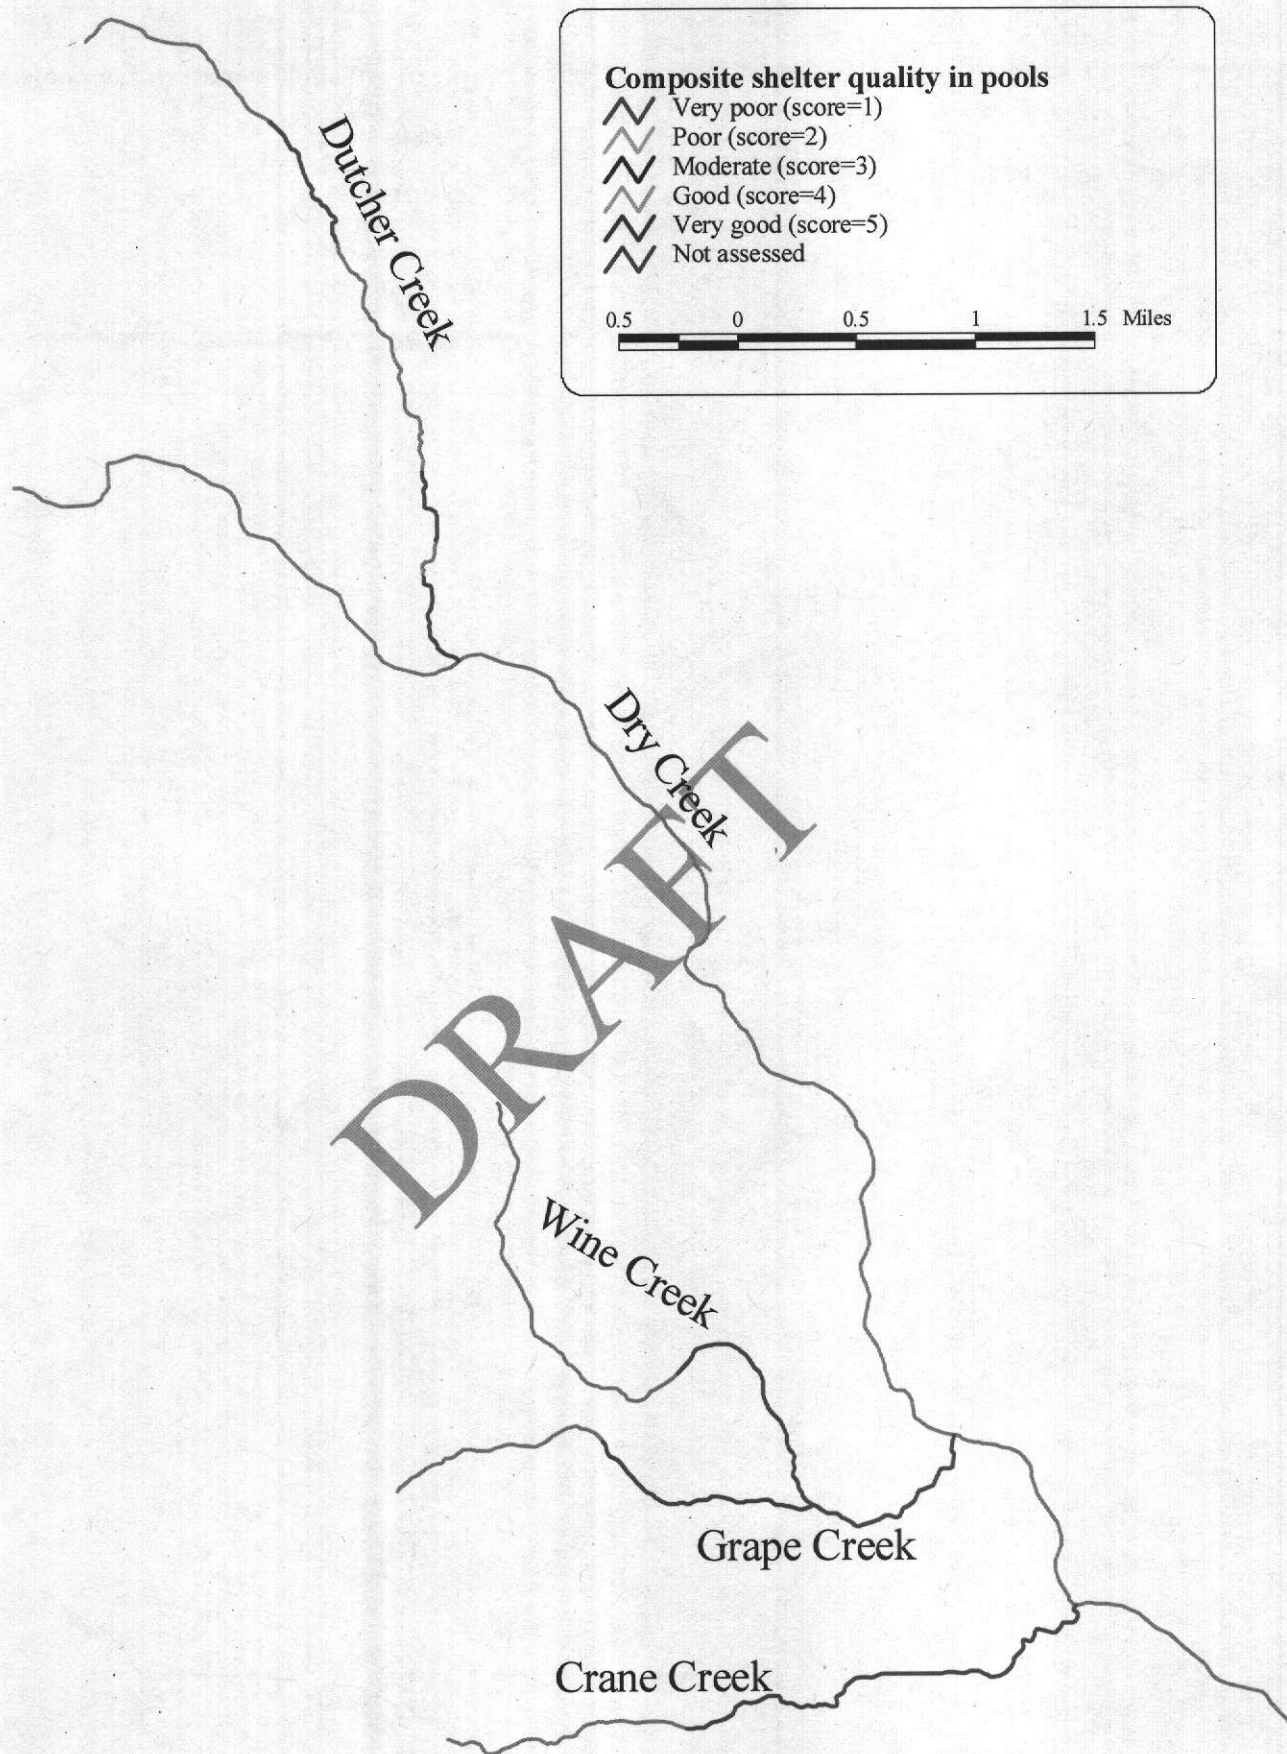 Composite shelter quality in pools
Very poor (score=1)
Poor (score=2)
Moderate (score=3)
Good (score=4)
Very good (score=5)
Not assessed
0.5 0 0.5 1 1.5 Miles
Dutcher Creek
Dry Creek
DRAFT
Wine Creek
Grape Creek
Crane Creek